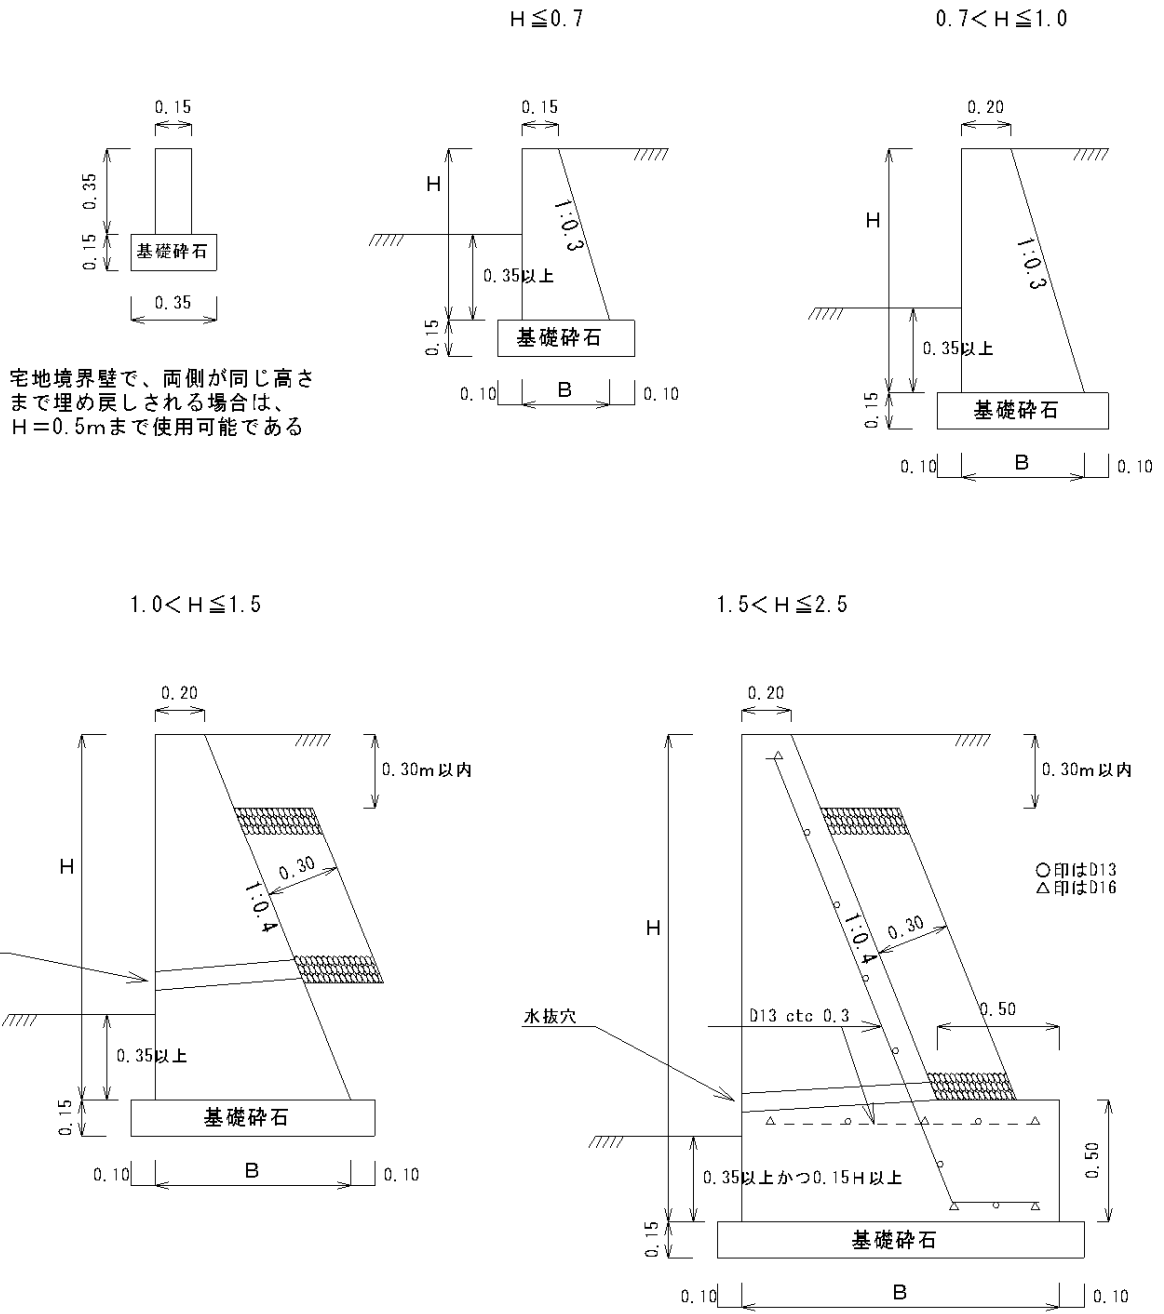 H≦0.7
0.7<H≦1.0
0.15
0.35
0.15
基礎砕石
0.35
宅地境界壁で、両側が同じ高さ
まで埋め戻しされる場合は、
H=0.5mまで使用可能である
0.15
H
1:0.3
0.35以上
0.15
基礎砕石
0.10
B
0.10
0.20
H
1:0.3
0.35以上
0.15
基礎砕石
0.10
B
0.10
1.0<H≦1.5
1.5<H≦2.5
0.20
0.30m以内
H
0.30
1:0.4
0.35以上
0.15
基礎砕石
0.10
B
0.10
0.20
0.30m以内
○印はD13
△印はD16
H
1:0.4
0.30
水抜穴
D13 ctc 0.3
0.50
0.50
0.35以上かつ0.15H以上
0.15
基礎砕石
0.10
B
0.10